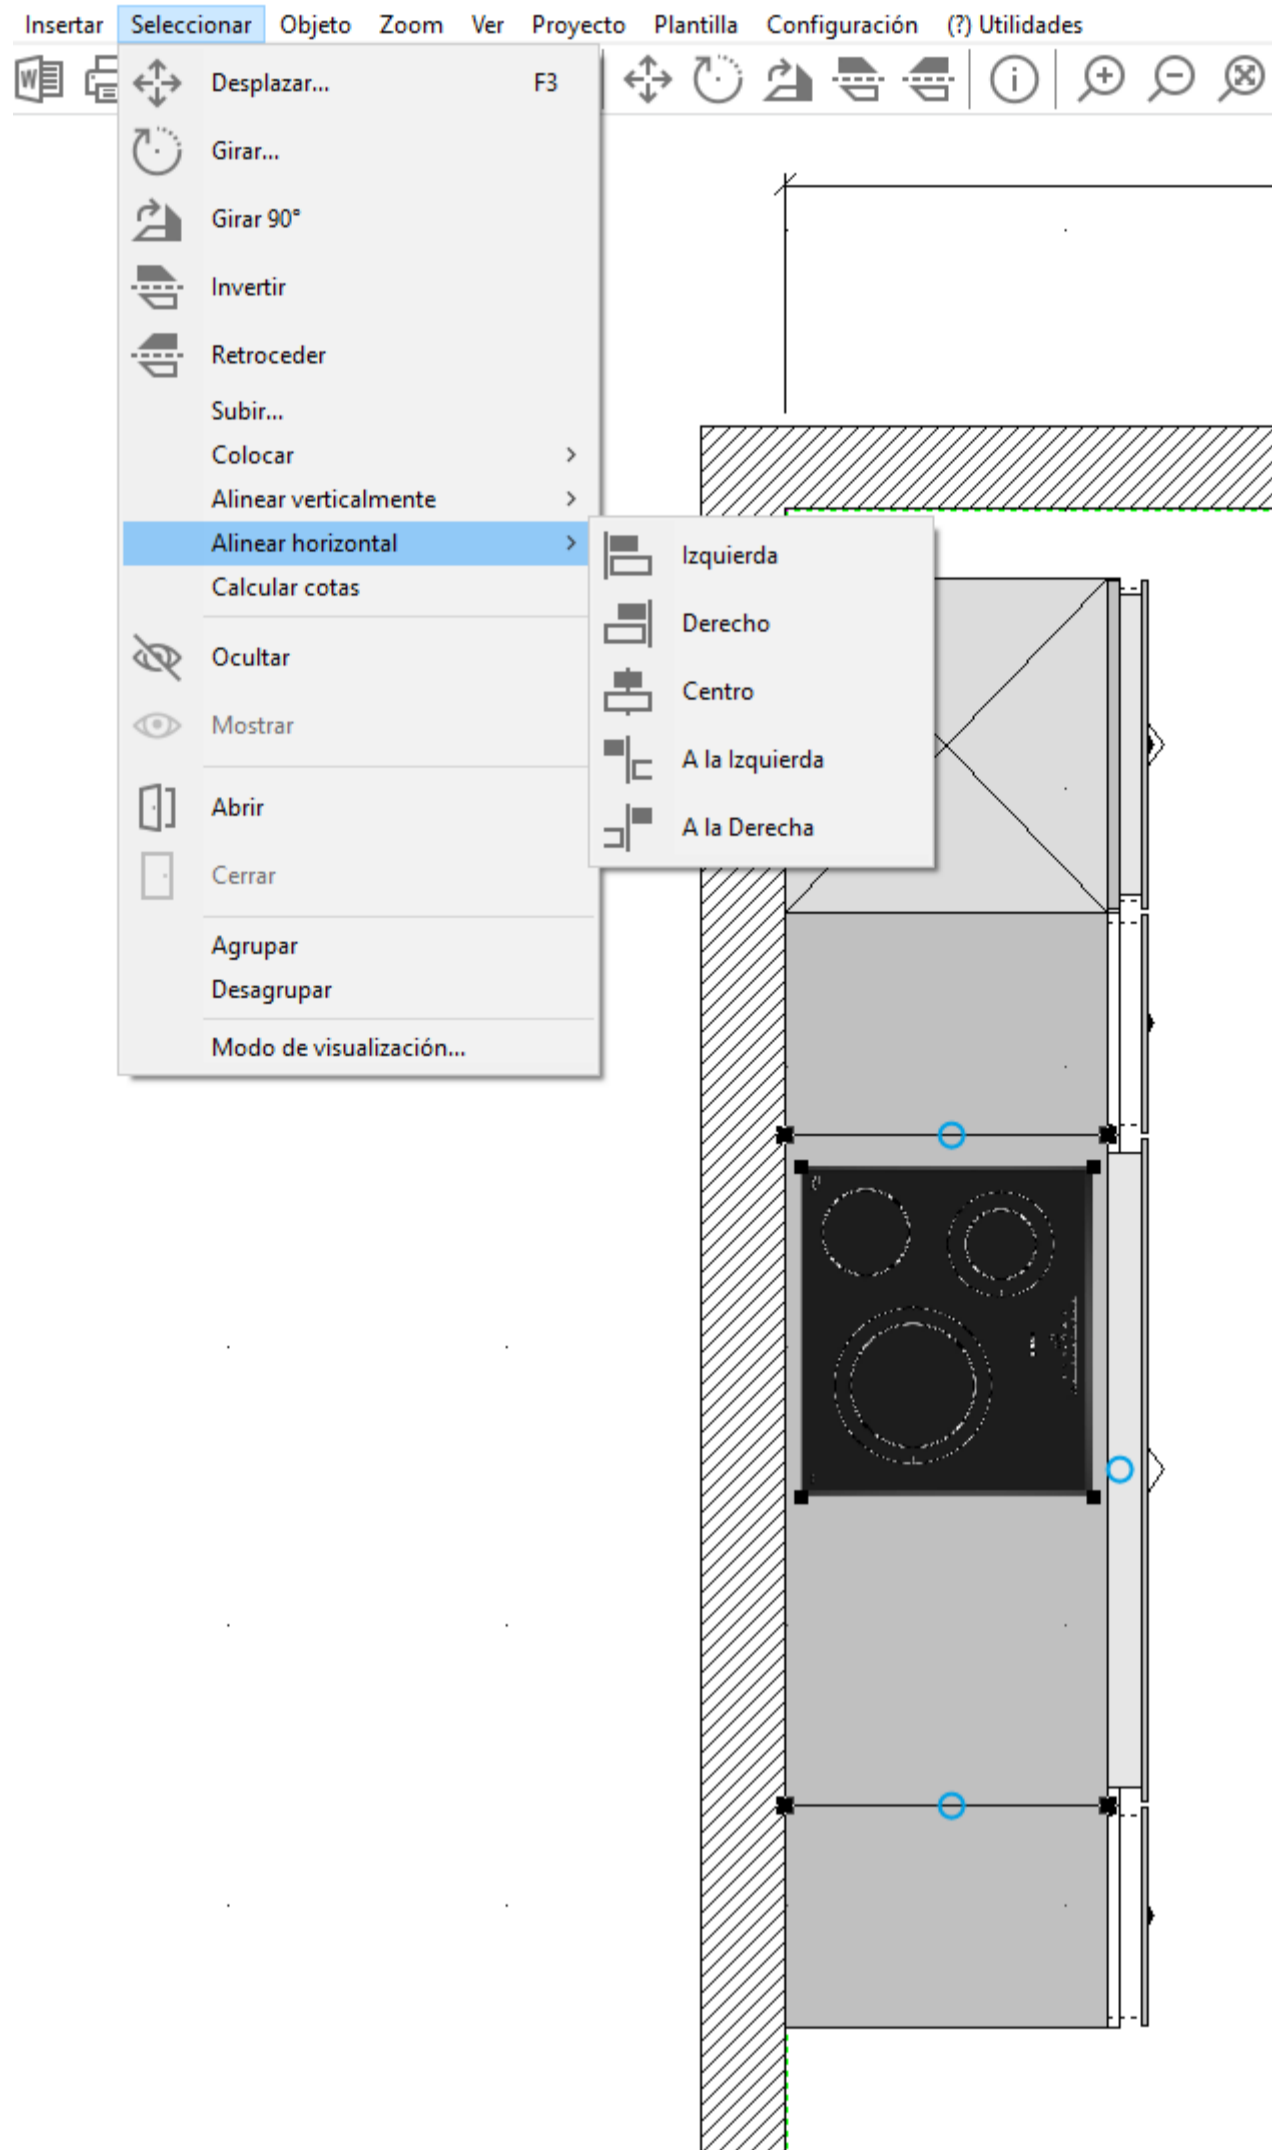 Insertar Seleccionar Objeto Zoom Ver Proyecto Plantilla Configuración (?) Utilidades
W
i
Desplazar... F3
Girar...
Girar 90°
Invertir
Retroceder
Subir...
Colocar
Alinear verticalmente
Alinear horizontal
Calcular cotas
Ocultar
Mostrar
Abrir
Cerrar
Agrupar
Desagrupar
Modo de visualización...
Izquierda
Derecho
Centro
A la Izquierda
A la Derecha